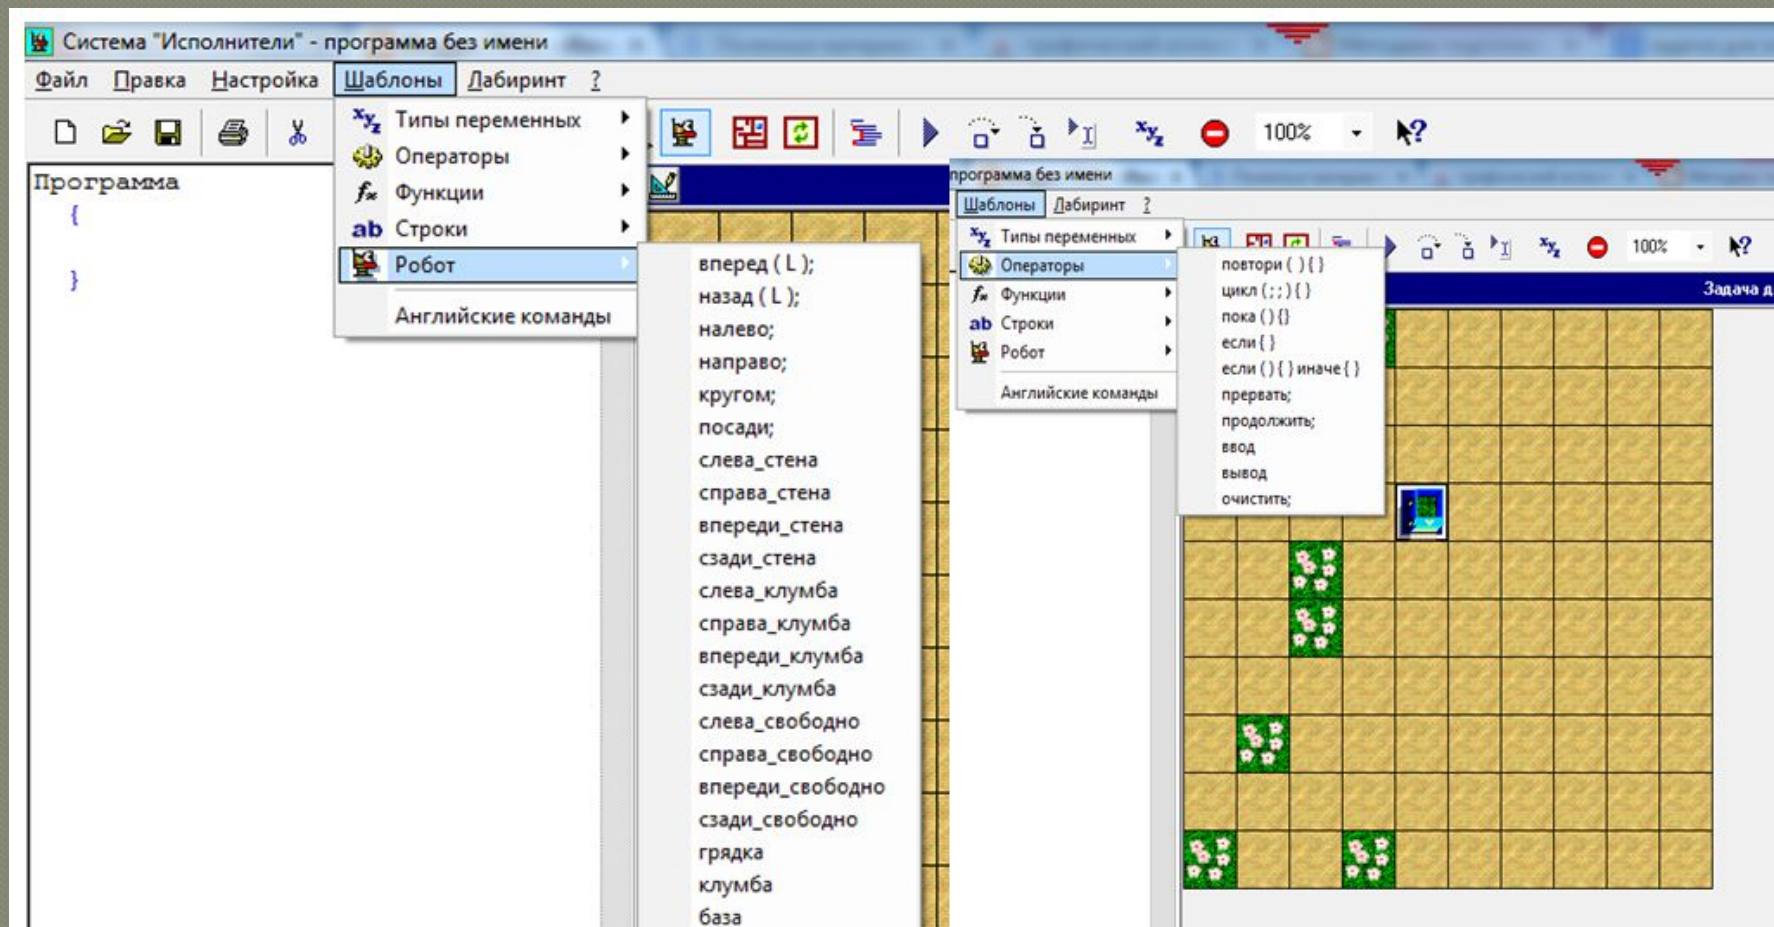 Система "Исполнители" - программа без имени
Файл Правка Настройка Шаблоны Лабиринт ?
100%
Программа
{
}
Типы переменных
Операторы
Функции
Строки
Робот
Английские команды
вперед ( L );
назад ( L );
налево;
направо;
кругом;
посади;
слева_стена
справа_стена
впереди_стена
сзади_стена
слева_клумба
справа_клумба
впереди_клумба
сзади_клумба
слева_свободно
справа_свободно
впереди_свободно
сзади_свободно
грядка
клумба
база
программа без имени
Шаблоны Лабиринт ?
100%
Задача д
Типы переменных
Операторы
Функции
Строки
Робот
Английские команды
повтори ( ) { }
цикл ( ; ; ) { }
пока ( ) {}
если { }
если ( ) { } иначе { }
прервать;
продолжить;
ввод
вывод
очистить;